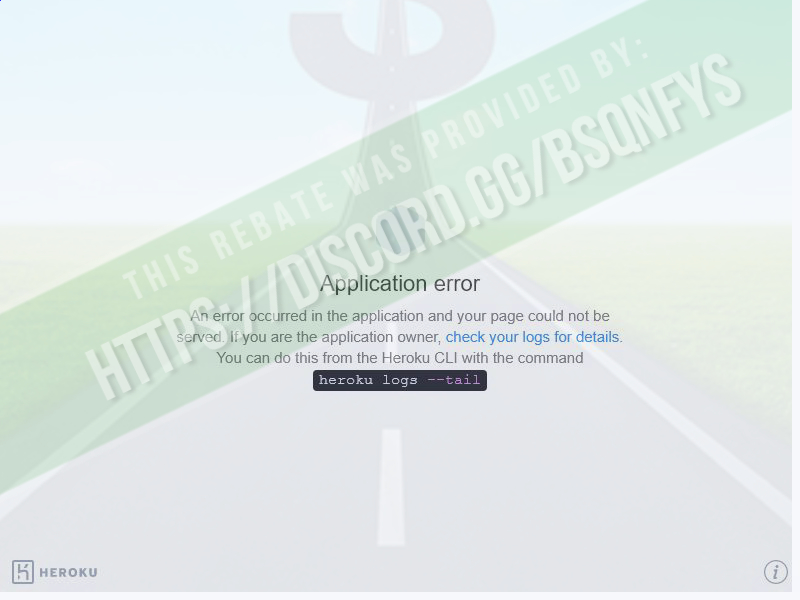 THIS REBATE WAS PROVIDED BY:
HTTPS://DISCORD.GG/BSQNFYS
Application error
An error occurred in the application and your page could not be
served. If you are the application owner, check your logs for details.
You can do this from the Heroku CLI with the command
heroku logs --tail
HEROKU
i